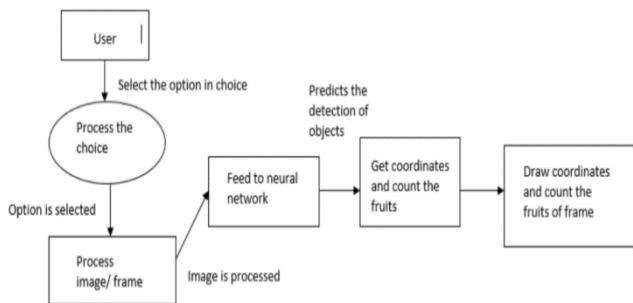 User
Select the option in choice
Process the
choice
Option is selected
Process
image/ frame
Image is processed
Feed to neural
network
Predicts the
detection of
objects
Get coordinates
and count the
fruits
Draw coordinates
and count the
fruits of frame